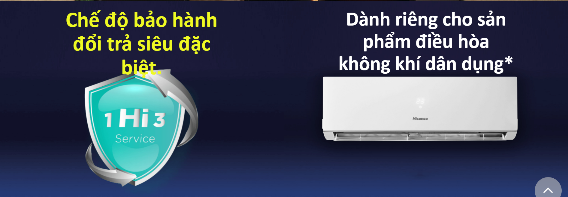 Chế độ bảo hành
đổi trả siêu đặc
biệt.
1 Hi 3
Service
Dành riêng cho sản
phẩm điều hòa
không khí dân dụng*
Hisense